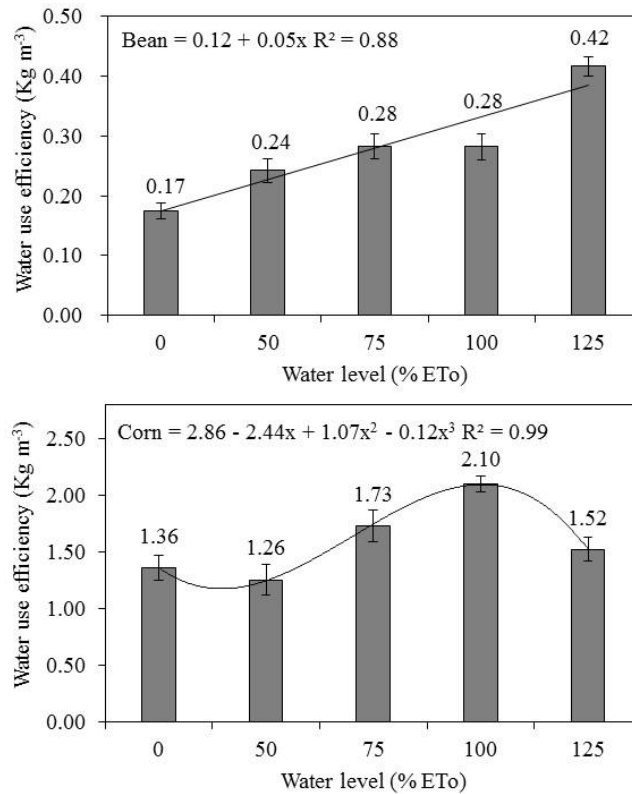 Water use efficiency (Kg m⁻³)
0.50
0.40
0.30
0.20
0.10
0.00
Bean = 0.12 + 0.05x R² = 0.88
0.17
0.24
0.28
0.28
0.42
0 50 75 100 125
Water level (% ETo)
Water use efficiency (Kg m⁻³)
2.50
2.00
1.50
1.00
0.50
0.00
Corn = 2.86 - 2.44x + 1.07x² - 0.12x³ R² = 0.99
1.36
1.26
1.73
2.10
1.52
0 50 75 100 125
Water level (% ETo)